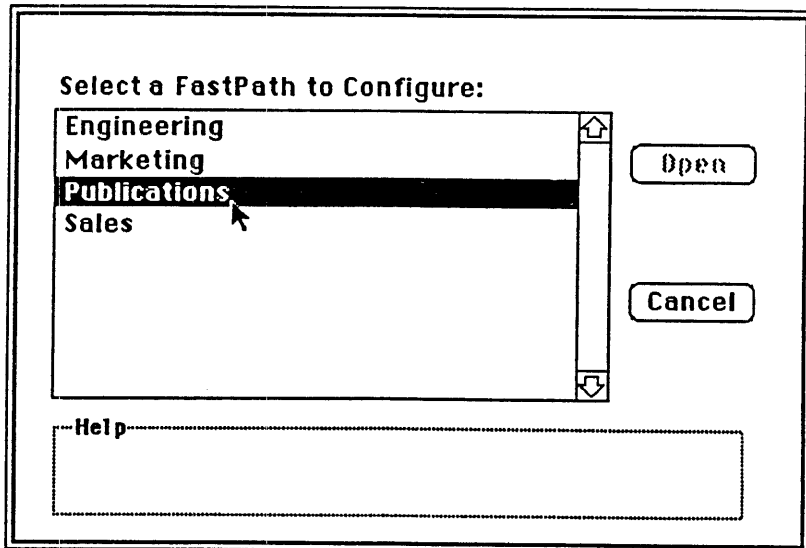 Select a FastPath to Configure:
Engineering
Marketing
Publications
Sales
Open
Cancel
Help